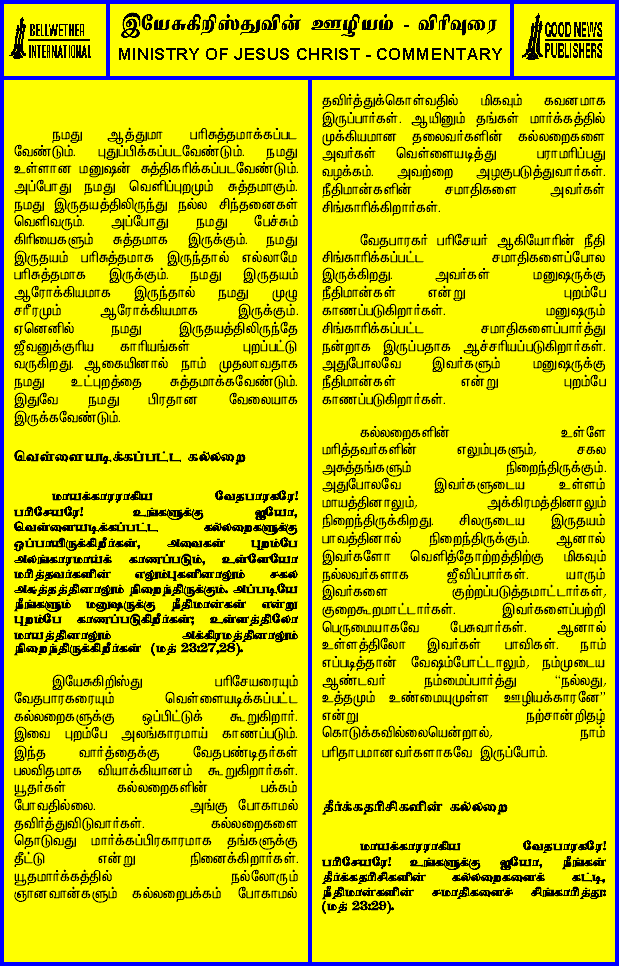 BELLWETHER
INTERNATIONAL
இயேசுகிறிஸ்துவின் ஊழியம் - விரிவுரை
MINISTRY OF JESUS CHRIST - COMMENTARY
GOOD NEWS
PUBLISHERS
நமது ஆத்துமா பரிசுத்தமாக்கப்பட
வேண்டும். புதுப்பிக்கப்படவேண்டும். நமது
உள்ளான மனுஷன் சுத்திகரிக்கப்படவேண்டும்.
அப்போது நமது வெளிப்புறமும் சுத்தமாகும்.
நமது இருதயத்திலிருந்து நல்ல சிந்தனைகள்
வெளிவரும். அப்போது நமது பேச்சும்
கிரியைகளும் சுத்தமாக இருக்கும். நமது
இருதயம் பரிசுத்தமாக இருந்தால் எல்லாமே
பரிசுத்தமாக இருக்கும். நமது இருதயம்
ஆரோக்கியமாக இருந்தால் நமது முழு
சரீரமும் ஆரோக்கியமாக இருக்கும்.
ஏனெனில் நமது இருதயத்திலிருந்தே
ஜீவனுக்குரிய காரியங்கள் புறப்பட்டு
வருகிறது. ஆகையினால் நாம் முதலாவதாக
நமது உட்புறத்தை சுத்தமாக்கவேண்டும்.
இதுவே நமது பிரதான வேலையாக
இருக்கவேண்டும்.
வெள்ளையடிக்கப்பட்ட கல்லறை
மாயக்காரராகிய வேதபாரகரே!
பரிசேயரே! உங்களுக்கு ஐயோ,
வெள்ளையடிக்கப்பட்ட கல்லறைகளுக்கு
ஒப்பாயிருக்கிறீர்கள், அவைகள் புறம்பே
அலங்காரமாய்க் காணப்படும், உள்ளேயோ
மரித்தவர்களின் எலும்புகளினாலும் சகல
அசுத்தத்தினாலும் நிறைந்திருக்கும். அப்படியே
நீங்களும் மனுஷருக்கு நீதிமான்கள் என்று
புறம்பே காணப்படுகிறீர்கள்; உள்ளத்திலோ
மாயத்தினாலும் அக்கிரமத்தினாலும்
நிறைந்திருக்கிறீர்கள் (மத் 23:27,28).
இயேசுகிறிஸ்து பரிசேயரையும்
வேதபாரகரையும் வெள்ளையடிக்கப்பட்ட
கல்லறைகளுக்கு ஒப்பிட்டுக் கூறுகிறார்.
இவை புறம்பே அலங்காரமாய் காணப்படும்.
இந்த வார்த்தைக்கு வேதபண்டிதர்கள்
பலவிதமாக வியாக்கியானம் கூறுகிறார்கள்.
யூதர்கள் கல்லறைகளின் பக்கம்
போவதில்லை. அங்கு போகாமல்
தவிர்த்துவிடுவார்கள். கல்லறைகளை
தொடுவது மார்க்கப்பிரகாரமாக தங்களுக்கு
தீட்டு என்று நினைக்கிறார்கள்.
யூதமார்க்கத்தில் நல்லோரும்
ஞானவான்களும் கல்லறைபக்கம் போகாமல்
தவிர்த்துக்கொள்வதில் மிகவும் கவனமாக
இருப்பார்கள். ஆயினும் தங்கள் மார்க்கத்தில்
முக்கியமான தலைவர்களின் கல்லறைகளை
அவர்கள் வெள்ளையடித்து பராமரிப்பது
வழக்கம். அவற்றை அழகுபடுத்துவார்கள்.
நீதிமான்களின் சமாதிகளை அவர்கள்
சிங்காரிக்கிறார்கள்.
வேதபாரகர் பரிசேயர் ஆகியோரின் நீதி
சிங்காரிக்கப்பட்ட சமாதிகளைப்போல
இருக்கிறது. அவர்கள் மனுஷருக்கு
நீதிமான்கள் என்று புறம்பே
காணப்படுகிறார்கள். மனுஷரும்
சிங்காரிக்கப்பட்ட சமாதிகளைப்பார்த்து
நன்றாக இருப்பதாக ஆச்சரியப்படுகிறார்கள்.
அதுபோலவே இவர்களும் மனுஷருக்கு
நீதிமான்கள் என்று புறம்பே
காணப்படுகிறார்கள்.
கல்லறைகளின் உள்ளே
மரித்தவர்களின் எலும்புகளும், சகல
அசுத்தங்களும் நிறைந்திருக்கும்.
அதுபோலவே இவர்களுடைய உள்ளம்
மாயத்தினாலும், அக்கிரமத்தினாலும்
நிறைந்திருக்கிறது. சிலருடைய இருதயம்
பாவத்தினால் நிறைந்திருக்கும். ஆனால்
இவர்களோ வெளித்தோற்றத்திற்கு மிகவும்
நல்லவர்களாக ஜீவிப்பார்கள். யாரும்
இவர்களை குற்றப்படுத்தமாட்டார்கள்,
குறைகூறமாட்டார்கள். இவர்களைப்பற்றி
பெருமையாகவே பேசுவார்கள். ஆனால்
உள்ளத்திலோ இவர்கள் பாவிகள். நாம்
எப்படித்தான் வேஷம்போட்டாலும், நம்முடைய
ஆண்டவர் நம்மைப்பார்த்து “நல்லது,
உத்தமும் உண்மையுமுள்ள ஊழியக்காரனே”
என்று நற்சான்றிதழ்
கொடுக்கவில்லையென்றால், நாம்
பரிதாபமானவர்களாகவே இருப்போம்.
தீர்க்கதரிசிகளின் கல்லறை
மாயக்காரராகிய வேதபாரகரே!
பரிசேயரே! உங்களுக்கு ஐயோ, நீங்கள்
தீர்க்கதரிசிகளின் கல்லறைகளைக் கட்டி,
நீதிமான்களின் சமாதிகளைச் சிங்காரித்து:
(மத் 23:29).